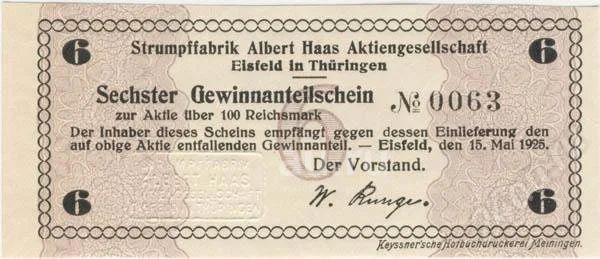 6 6
Strumpffabrik Albert Haas Aktiengesellschaft
Eisfeld in Thüringen
Sechster Gewinnanteilschein № 0063
zur Aktie über 100 Reichsmark
6
Der Inhaber dieses Scheins empfängt gegen dessen Einlieferung den
auf obige Aktie entfallenden Gewinnanteil. — Eisfeld, den 15. Mai 1925.
Der Vorstand.
W. Runge.
6 6
Keyssner'sche Hofbuchdruckerei Meiningen.